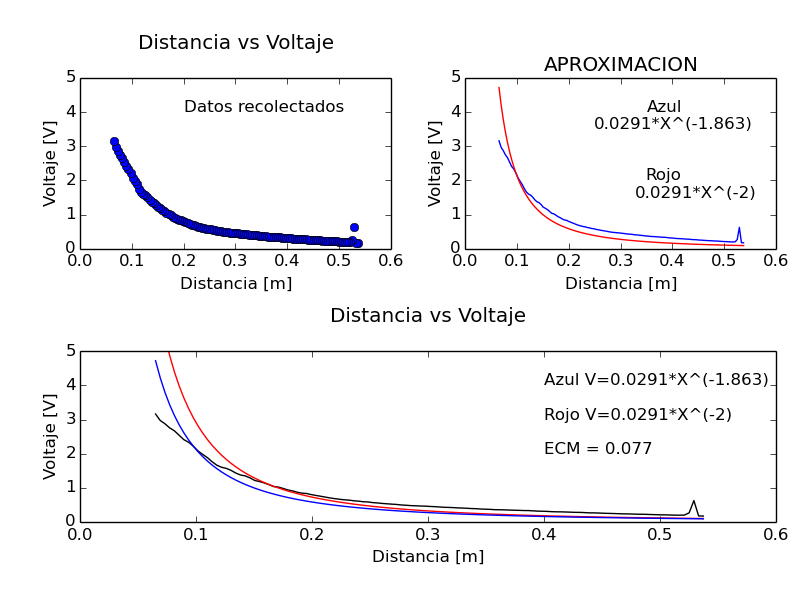 Distancia vs Voltaje
5
4
3
2
1
0
Voltaje [V]
Datos recolectados
0.0 0.1 0.2 0.3 0.4 0.5 0.6
Distancia [m]
APROXIMACION
5
4
3
2
1
0
Voltaje [V]
Azul
0.0291*X^(-1.863)
Rojo
0.0291*X^(-2)
0.0 0.1 0.2 0.3 0.4 0.5 0.6
Distancia [m]
Distancia vs Voltaje
5
4
3
2
1
0
Voltaje [V]
Azul V=0.0291*X^(-1.863)
Rojo V=0.0291*X^(-2)
ECM = 0.077
0.0 0.1 0.2 0.3 0.4 0.5 0.6
Distancia [m]